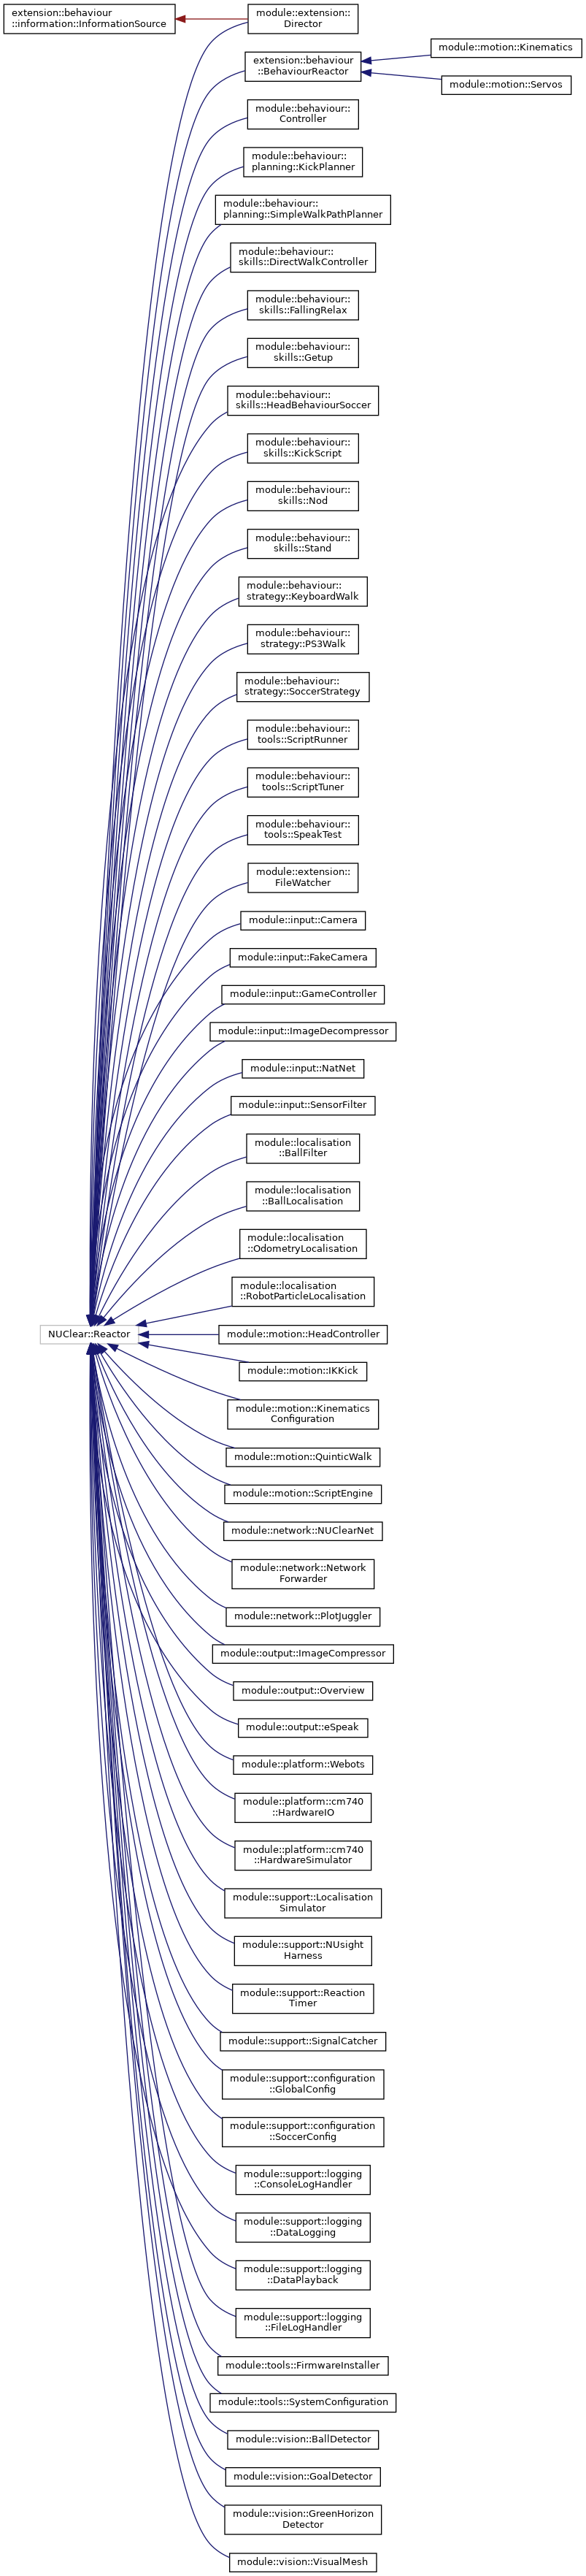 extension::behaviour
::information::InformationSource
module::extension::
Director
extension::behaviour
::BehaviourReactor
module::motion::Kinematics
module::motion::Servos
module::behaviour::
Controller
module::behaviour::
planning::KickPlanner
module::behaviour::
planning::SimpleWalkPathPlanner
module::behaviour::
skills::DirectWalkController
module::behaviour::
skills::FallingRelax
module::behaviour::
skills::Getup
module::behaviour::
skills::HeadBehaviourSoccer
module::behaviour::
skills::KickScript
module::behaviour::
skills::Nod
module::behaviour::
skills::Stand
module::behaviour::
strategy::KeyboardWalk
module::behaviour::
strategy::PS3Walk
module::behaviour::
strategy::SoccerStrategy
module::behaviour::
tools::ScriptRunner
module::behaviour::
tools::ScriptTuner
module::behaviour::
tools::SpeakTest
module::extension::
FileWatcher
module::input::Camera
module::input::FakeCamera
module::input::GameController
module::input::ImageDecompressor
module::input::NatNet
module::input::SensorFilter
module::localisation
::BallFilter
module::localisation
::BallLocalisation
module::localisation
::OdometryLocalisation
module::localisation
::RobotParticleLocalisation
NUClear::Reactor
module::motion::HeadController
module::motion::IKKick
module::motion::Kinematics
Configuration
module::motion::QuinticWalk
module::motion::ScriptEngine
module::network::NUClearNet
module::network::Network
Forwarder
module::network::PlotJuggler
module::output::ImageCompressor
module::output::Overview
module::output::eSpeak
module::platform::Webots
module::platform::cm740
::HardwareIO
module::platform::cm740
::HardwareSimulator
module::support::Localisation
Simulator
module::support::NUsight
Harness
module::support::Reaction
Timer
module::support::SignalCatcher
module::support::configuration
::GlobalConfig
module::support::configuration
::SoccerConfig
module::support::logging
::ConsoleLogHandler
module::support::logging
::DataLogging
module::support::logging
::DataPlayback
module::support::logging
::FileLogHandler
module::tools::FirmwareInstaller
module::tools::SystemConfiguration
module::vision::BallDetector
module::vision::GoalDetector
module::vision::GreenHorizon
Detector
module::vision::VisualMesh